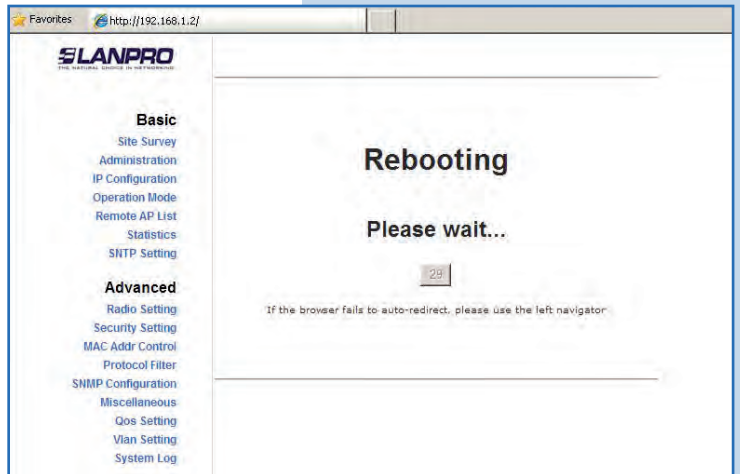 Favorites http://192.168.1.2/
LANPRO
THE NATURAL CHOICE IN NETWORKING
Basic
Site Survey
Administration
IP Configuration
Operation Mode
Remote AP List
Statistics
SNTP Setting
Advanced
Radio Setting
Security Setting
MAC Addr Control
Protocol Filter
SNMP Configuration
Miscellaneous
Qos Setting
Vlan Setting
System Log
Rebooting
Please wait...
29
If the browser fails to auto-redirect, please use the left navigator